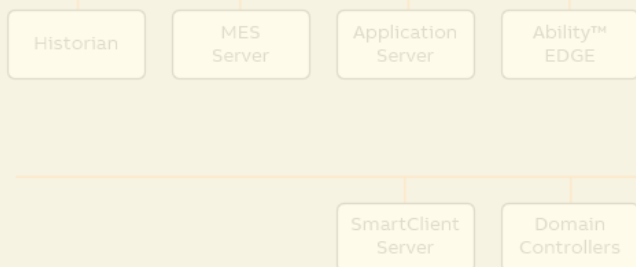 Historian
MES
Server
Application
Server
Ability™
EDGE
SmartClient
Server
Domain
Controllers